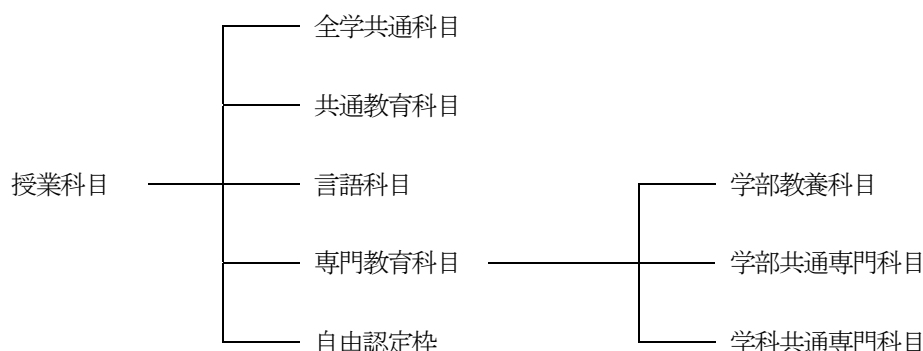 全学共通科目
共通教育科目
授業科目
言語科目
学部教養科目
専門教育科目
学部共通専門科目
自由認定枠
学科共通専門科目